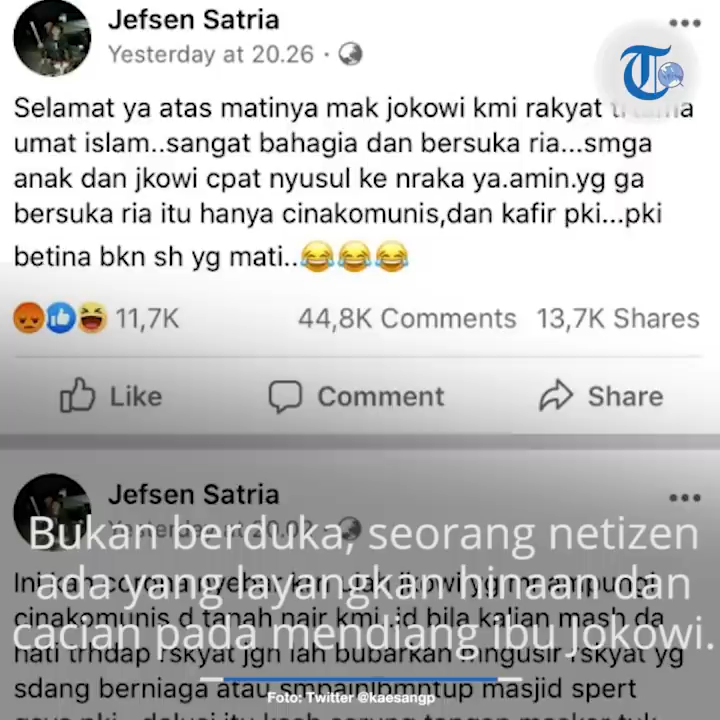 Jefsen Satria
Yesterday at 20.26 ·
T
Selamat ya atas matinya mak jokowi kmi rakyat
umat islam..sangat bahagia dan bersuka ria...smga
anak dan jkowi cpat nyusul ke nraka ya.amin.yg ga
bersuka ria itu hanya cinakomunis,dan kafir pki...pki
betina bkn sh yg mati..😂😂😂
11,7K 44,8K Comments 13,7K Shares
Like Comment Share
Jefsen Satria
Yesterday at
Bukan berduka, seorang netizen
ada yang layangkan hinaan dan
cinakomunis d tanah nair kmi..jd bila kalian mash da
cacian pada mendiang ibu Jokowi.
hati trhdap rskyat jgn lah bubarkan rskyat yg
sdang berniaga atau masjid spert
Foto: Twitter @kaesangp